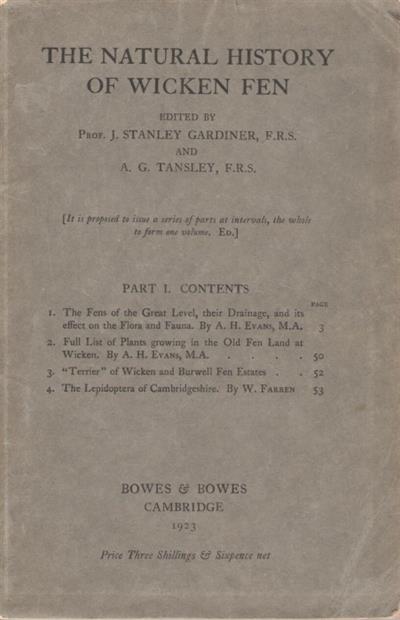 THE NATURAL HISTORY
OF WICKEN FEN
EDITED BY
PROF. J. STANLEY GARDINER, F.R.S.
AND
A. G. TANSLEY, F.R.S.
[It is proposed to issue a series of parts at intervals, the whole
to form one volume. ED.]
PART I. CONTENTS
PAGE
1. The Fens of the Great Level, their Drainage, and its
effect on the Flora and Fauna. By A. H. EVANS, M.A. 3
2. Full List of Plants growing in the Old Fen Land at
Wicken. By A. H. EVANS, M.A. . . . . 50
3. "Terrier" of Wicken and Burwell Fen Estates . . 52
4. The Lepidoptera of Cambridgeshire. By W. FARREN 53
BOWES & BOWES
CAMBRIDGE
1923
Price Three Shillings & Sixpence net